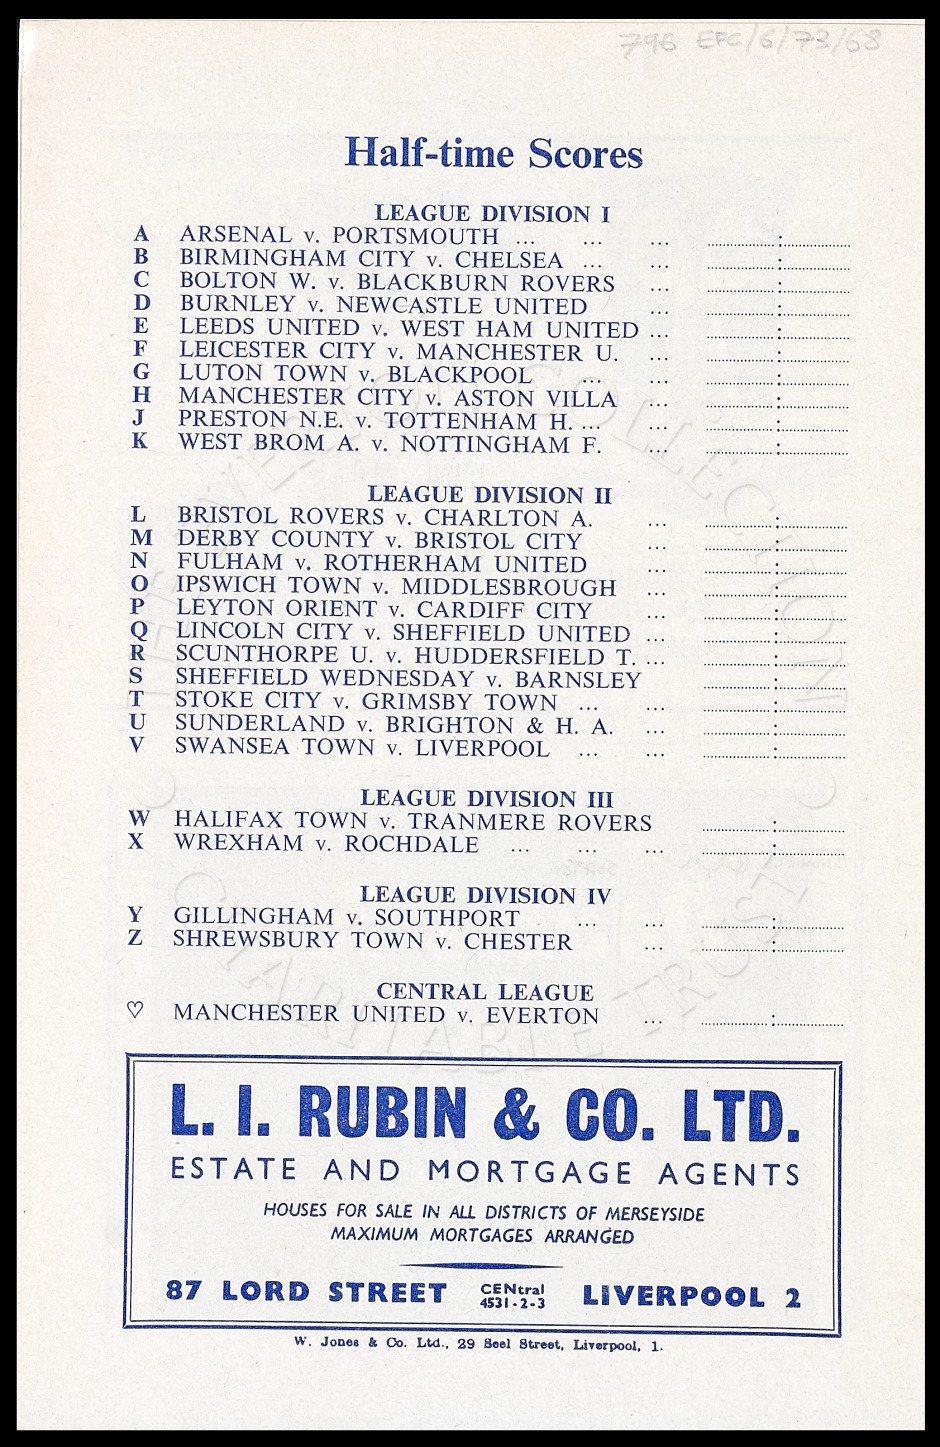 796 EFC/6/73/68
Half-time Scores
LEAGUE DIVISION I
A ARSENAL v. PORTSMOUTH ... ... ... :
B BIRMINGHAM CITY v. CHELSEA ... ... :
C BOLTON W. v. BLACKBURN ROVERS ... :
D BURNLEY v. NEWCASTLE UNITED ... :
E LEEDS UNITED v. WEST HAM UNITED ... :
F LEICESTER CITY v. MANCHESTER U. ... :
G LUTON TOWN v. BLACKPOOL ... ... :
H MANCHESTER CITY v. ASTON VILLA ... :
J PRESTON N.E. v. TOTTENHAM H. ... ... :
K WEST BROM A. v. NOTTINGHAM F. ... :
LEAGUE DIVISION II
L BRISTOL ROVERS v. CHARLTON A. ... :
M DERBY COUNTY v. BRISTOL CITY ... :
N FULHAM v. ROTHERHAM UNITED ... :
O IPSWICH TOWN v. MIDDLESBROUGH ... :
P LEYTON ORIENT v. CARDIFF CITY ... :
Q LINCOLN CITY v. SHEFFIELD UNITED ... :
R SCUNTHORPE U. v. HUDDERSFIELD T. ... :
S SHEFFIELD WEDNESDAY v. BARNSLEY :
T STOKE CITY v. GRIMSBY TOWN ... ... :
U SUNDERLAND v. BRIGHTON & H. A. ... :
V SWANSEA TOWN v. LIVERPOOL ... ... :
LEAGUE DIVISION III
W HALIFAX TOWN v. TRANMERE ROVERS :
X WREXHAM v. ROCHDALE ... ... ... :
LEAGUE DIVISION IV
Y GILLINGHAM v. SOUTHPORT ... ... :
Z SHREWSBURY TOWN v. CHESTER ... :
CENTRAL LEAGUE
♡ MANCHESTER UNITED v. EVERTON ... :
THE EVERTON COLLECTION
CHARITABLE TRUST
L. I. RUBIN & CO. LTD.
ESTATE AND MORTGAGE AGENTS
HOUSES FOR SALE IN ALL DISTRICTS OF MERSEYSIDE
MAXIMUM MORTGAGES ARRANGED
87 LORD STREET CENtral 4531-2-3 LIVERPOOL 2
W. Jones & Co. Ltd., 29 Seel Street, Liverpool, 1.